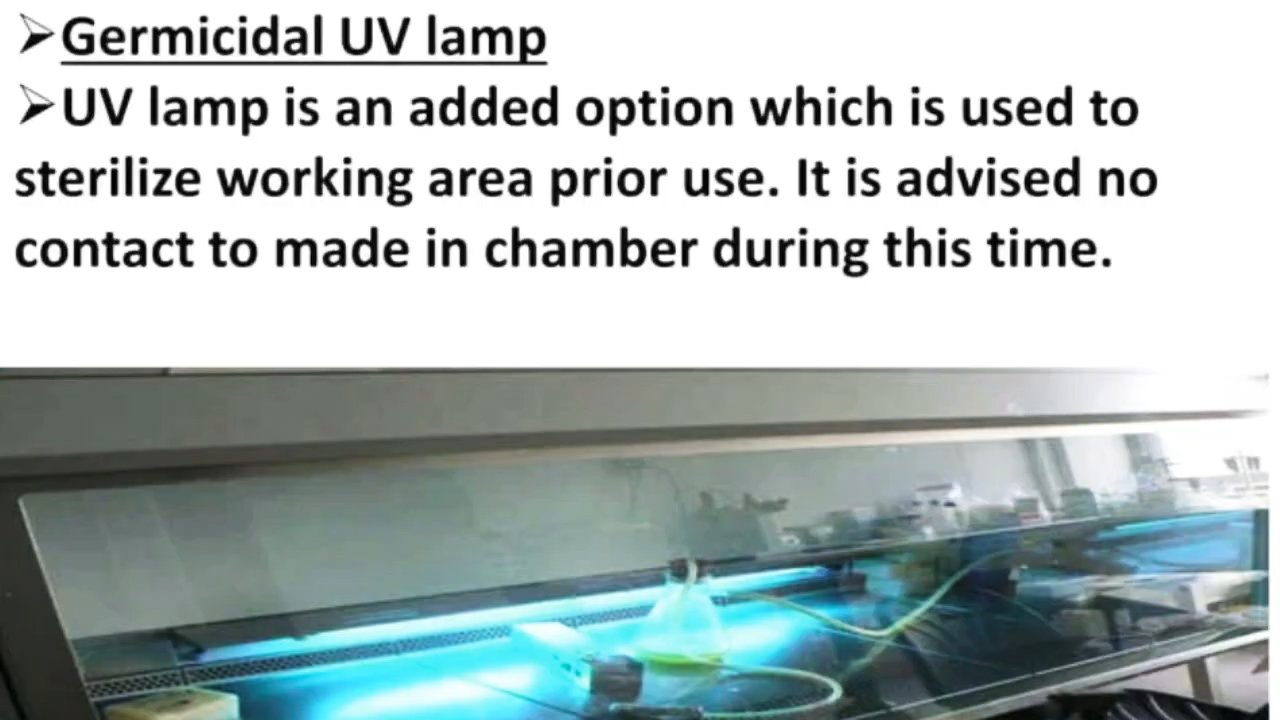 ➢Germicidal UV lamp
➢UV lamp is an added option which is used to
sterilize working area prior use. It is advised no
contact to made in chamber during this time.